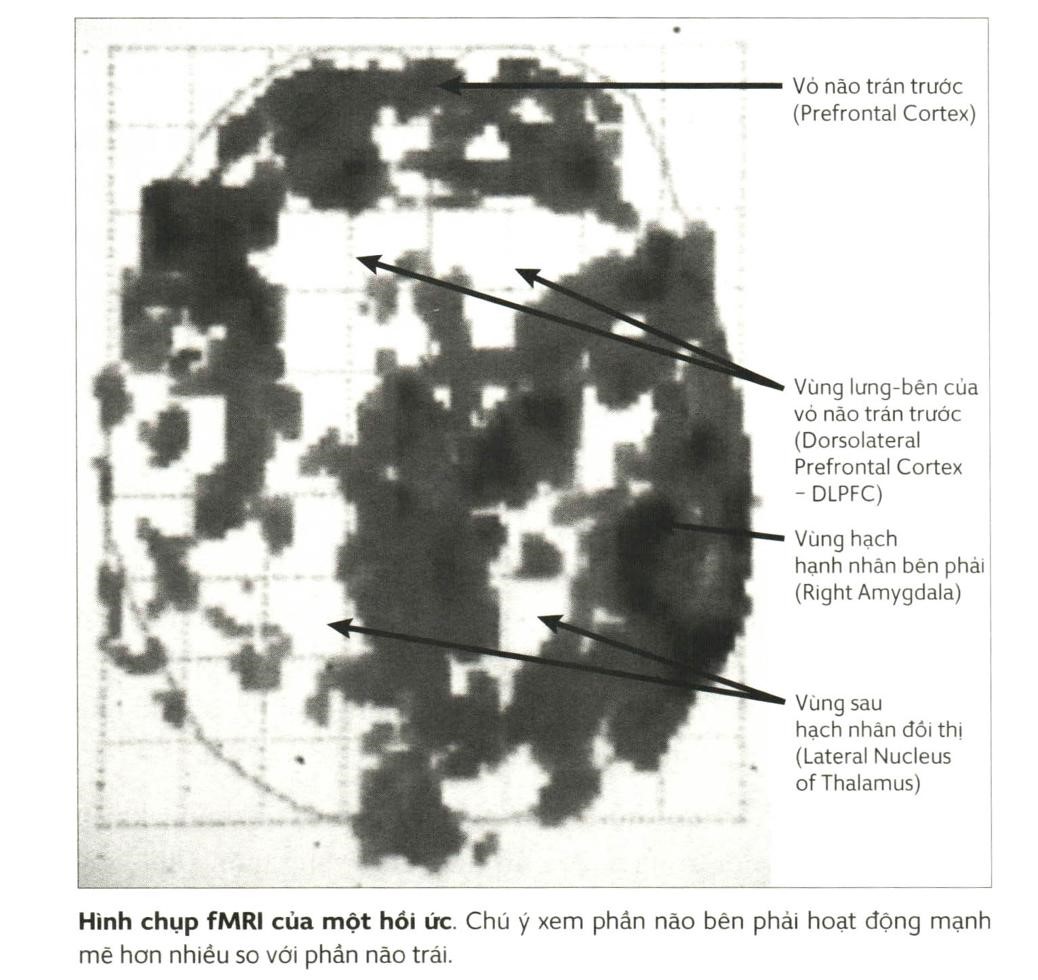 Vỏ não trán trước
(Prefrontal Cortex)
Vùng lưng-bên của
vỏ não trán trước
(Dorsolateral
Prefrontal Cortex
– DLPFC)
Vùng hạch
hạnh nhân bên phải
(Right Amygdala)
Vùng sau
hạch nhân đồi thị
(Lateral Nucleus
of Thalamus)
Hình chụp fMRI của một hồi ức. Chú ý xem phần não bên phải hoạt động mạnh
mẽ hơn nhiều so với phần não trái.